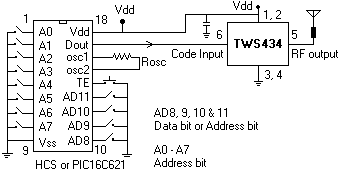 1
18
Vdd
Vdd
A0
Vdd
1, 2
A1
Dout
Code Input
6
TWS434
5
RF output
A2
osc1
A3
osc2
Rosc
A4
TE
3, 4
A5
AD11
A6
AD10
A7
AD9
Vss
AD8
9
10
HCS or PIC16C621
AD8, 9, 10 & 11
Data bit or Address bit
A0 - A7
Address bit